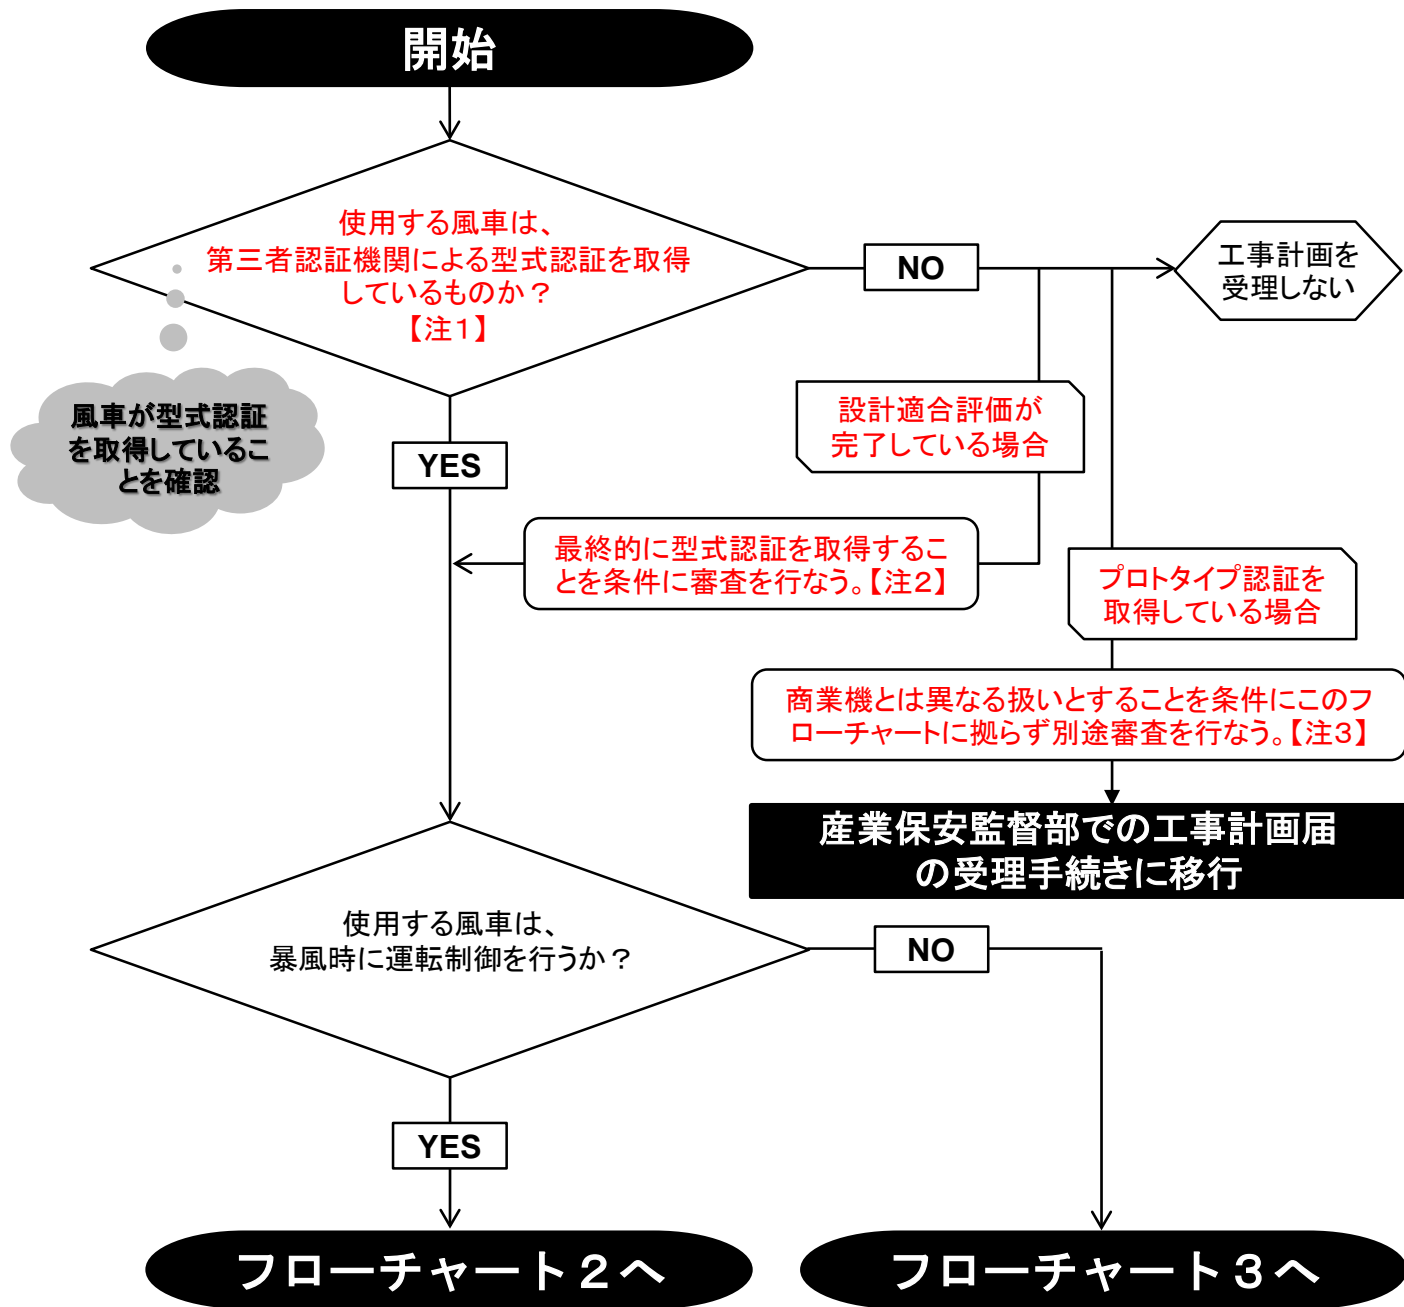 開始
使用する風車は、
第三者認証機関による型式認証を取得
しているものか？
【注１】
NO
工事計画を
受理しない
風車が型式認証
を取得しているこ
とを確認
YES
設計適合評価が
完了している場合
最終的に型式認証を取得するこ
とを条件に審査を行なう。【注２】
プロトタイプ認証を
取得している場合
商業機とは異なる扱いとすることを条件にこのフ
ローチャートに拠らず別途審査を行なう。【注３】
産業保安監督部での工事計画届
の受理手続きに移行
使用する風車は、
暴風時に運転制御を行うか？
NO
YES
フローチャート２へ
フローチャート３へ